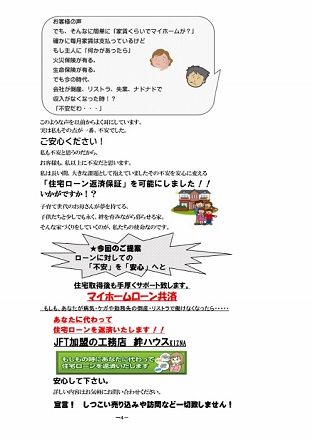 お客様の声
でも、そんなに簡単に「家賃くらいでマイホームが?」
確かに毎月家賃は支払っているけど
もし主人に「何かがあったら」
火災保険が有る。
生命保険が有る。
でも今の時代、
会社が倒産、リストラ、失業、ナドナドで
収入がなくなった時!?
「不安だわ・・・」
このような声を以前からよく耳にしています。
実は私もその点が一番、不安でした。
ご安心ください!
私も不安と思うのだから、
お客様も、私以上に不安だと思います。
私は長い間、大きな課題として抱えていましたその不安を安心に変える
「住宅ローン返済保証」を可能にしました!!
いかがですか!?
子育て世代のお母さんが夢を持てる、
子供たちと少しでも永く、絆を育みながら暮らせる家。
そんな家づくりをしていくのが、私たちの使命なのです。
★今回のご提案
ローンに対しての
「不安」を「安心」へと
住宅取得後も手厚くサポート致します。
マイホームローン共済
もしも、あなたが病気・ケガや勤務先の倒産・リストラで働けなくなったら・・・・・
あなたに代わって
住宅ローンを返済いたします!!
JFT加盟の工務店 絆ハウスKIZNA
もしもの時にあなたに代わって
住宅ローンを返済いたします
安心して下さい。
詳しい内容はお気軽にお問い合わせください。
宣言! しつこい売り込みや訪問など一切致しません!
―4―